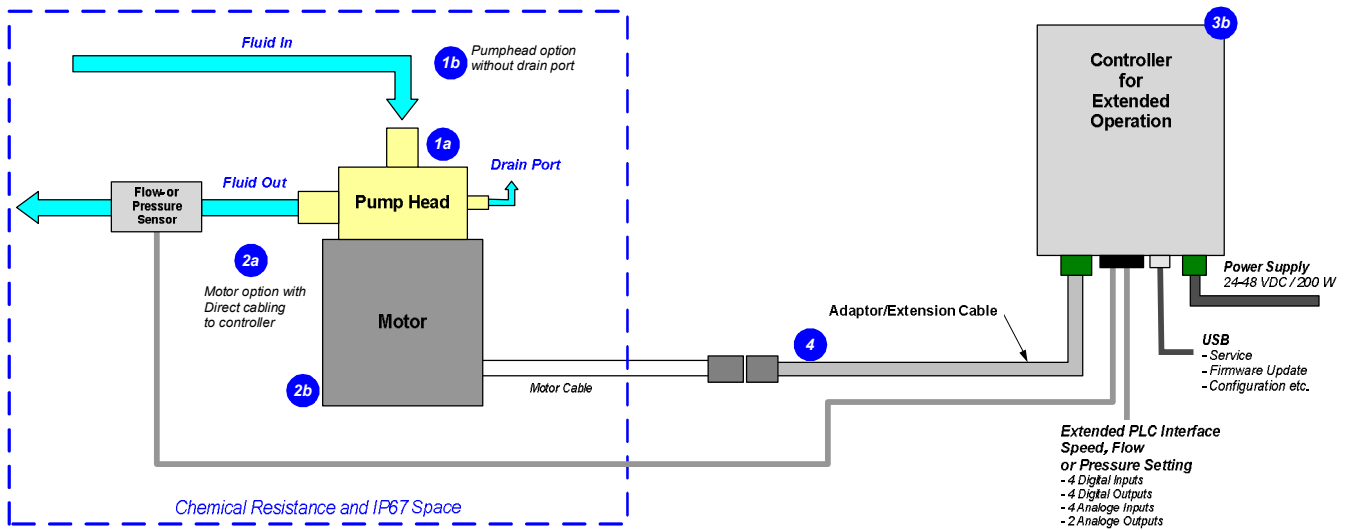 Fluid In
1b
Pumphead option
without drain port
1a
Drain Port
Fluid Out
Flow-or
Pressure
Sensor
Pump Head
2a
Motor option with
Direct cabling
to controller
Motor
2b
Motor Cable
4
Adaptor/Extension Cable
3b
Controller
for
Extended
Operation
Power Supply
24-48 VDC / 200 W
USB
- Service
- Firmware Update
- Configuration etc.
Extended PLC Interface
Speed, Flow
or Pressure Setting
- 4 Digital Inputs
- 4 Digital Outputs
- 4 Analoge Inputs
- 2 Analoge Outputs
Chemical Resistance and IP67 Space